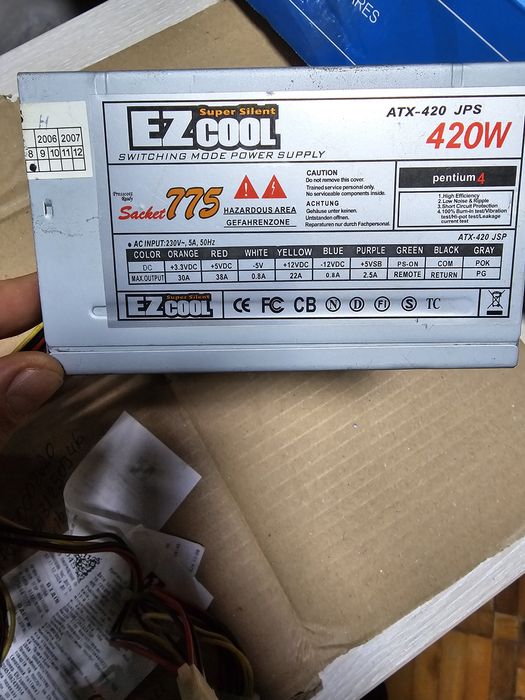 ARES
2006 2007
8 9 10 11 12
EZ COOL
Super Silent
SWITCHING MODE POWER SUPPLY
ATX-420 JPS
420W
Prescott
Ready
Sacket 775
HAZARDOUS AREA
GEFAHRENZONE
CAUTION
Do not remove this cover.
Trained service personal only.
No serviceable components inside.
ACHTUNG
Gehäuse unter keinen.
Umständen öffnen.
Reparaturen nur durch Fachpersonal.
pentium 4
1.High Efficiency
2.Low Noise & Ripple
3.Short Circuit Protection
4.100% Burn-in test/Vibration
test/Hi-pot test/Leakage
current test
ATX-420 JSP
● AC INPUT:230V~, 5A, 50Hz
COLOR ORANGE RED WHITE YELLOW BLUE PURPLE GREEN BLACK GRAY
DC +3.3VDC +5VDC -5V +12VDC -12VDC +5VSB PS-ON COM POK
MAX.OUTPUT 30A 38A 0.8A 22A 0.8A 2.5A REMOTE RETURN PG
EZ COOL
Super Silent
CE FC CB N D FI S TC